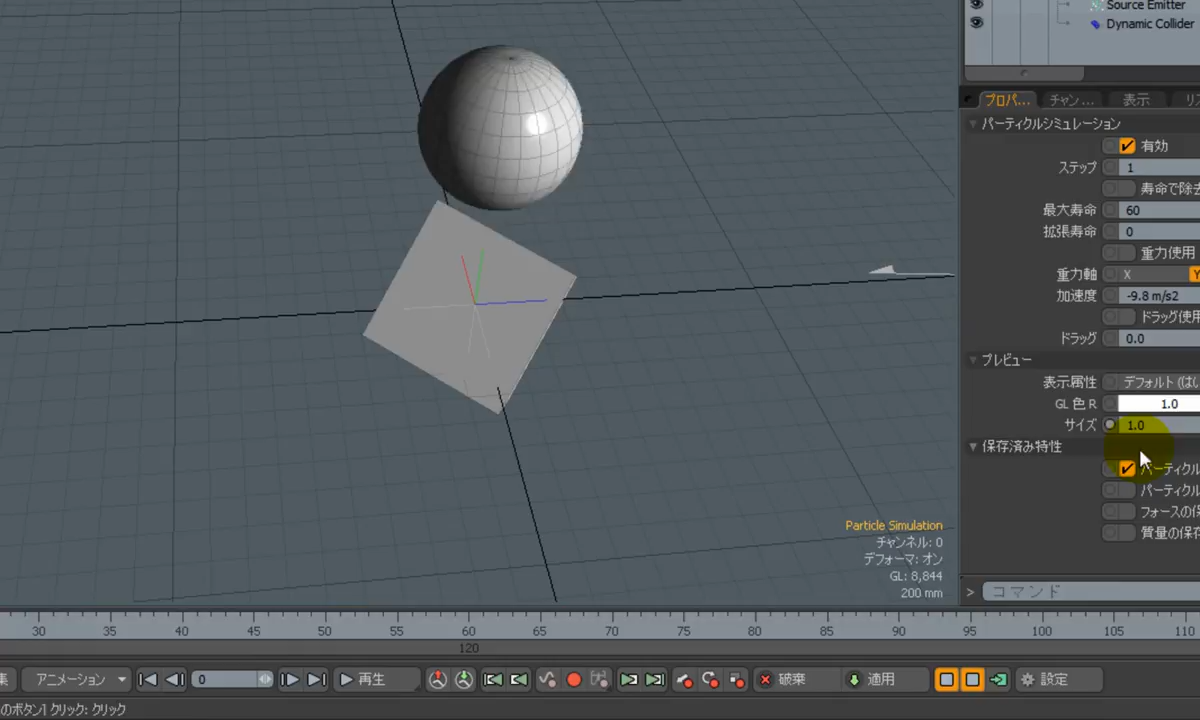 Source Emitter
Dynamic Collider
プロパ... チャン... 表示 リス
パーティクルシミュレーション
有効
ステップ 1
寿命で除去
最大寿命 60
拡張寿命 0
重力使用
重力軸 X Y
加速度 -9.8 m/s2
ドラッグ使用
ドラッグ 0.0
プレビュー
表示属性 デフォルト (はい
GL 色 R 1.0
サイズ 1.0
保存済み特性
パーティクル
パーティクル
フォースの保
質量の保存
Particle Simulation
チャンネル: 0
デフォーマ: オン
GL: 8,844
200 mm
> コマンド
30 35 40 45 50 55 60 65 70 75 80 85 90 95 100 105 110
120
集 アニメーション 0 再生 破棄 適用 設定
のボタン] クリック: クリック